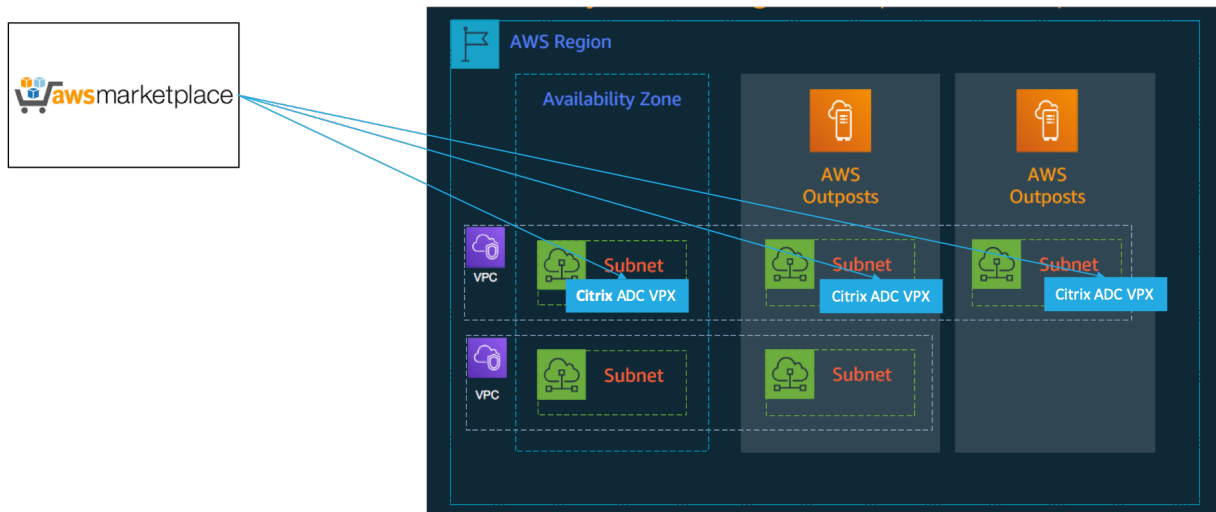 awsmarketplace
AWS Region
Availability Zone
AWS
Outposts
AWS
Outposts
VPC
Subnet
Citrix ADC VPX
Subnet
Citrix ADC VPX
Subnet
Citrix ADC VPX
VPC
Subnet
Subnet